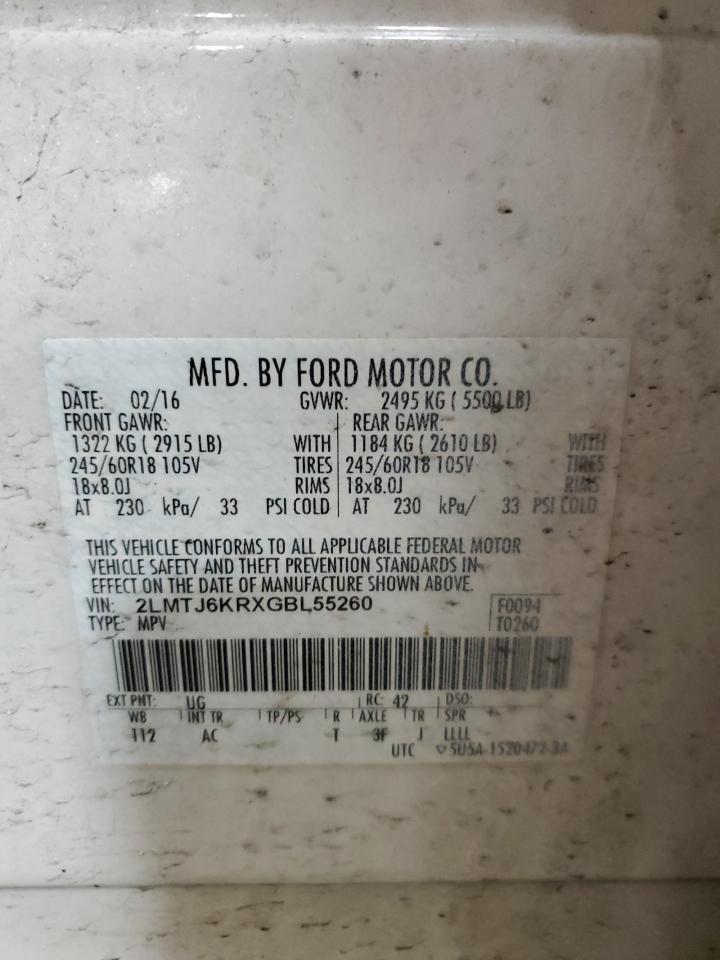 MFD. BY FORD MOTOR CO.
DATE: 02/16 GVWR: 2495 KG ( 5500 LB)
FRONT GAWR: REAR GAWR:
1322 KG ( 2915 LB) WITH 1184 KG ( 2610 LB) WITH
245/60R18 105V TIRES 245/60R18 105V TIRES
18x8.0J RIMS 18x8.0J RIMS
AT 230 kPa/ 33 PSI COLD AT 230 kPa/ 33 PSI COLD
THIS VEHICLE CONFORMS TO ALL APPLICABLE FEDERAL MOTOR
VEHICLE SAFETY AND THEFT PREVENTION STANDARDS IN
EFFECT ON THE DATE OF MANUFACTURE SHOWN ABOVE.
VIN: 2LMTJ6KRXGBL55260 F0094
TYPE: MPV T0260
EXT PNT: UG RC: 42 DSO:
WB INT TR TP/PS R AXLE TR SPR
112 AC T 3F J LLLL
UTC 5U5A-1520472-BA